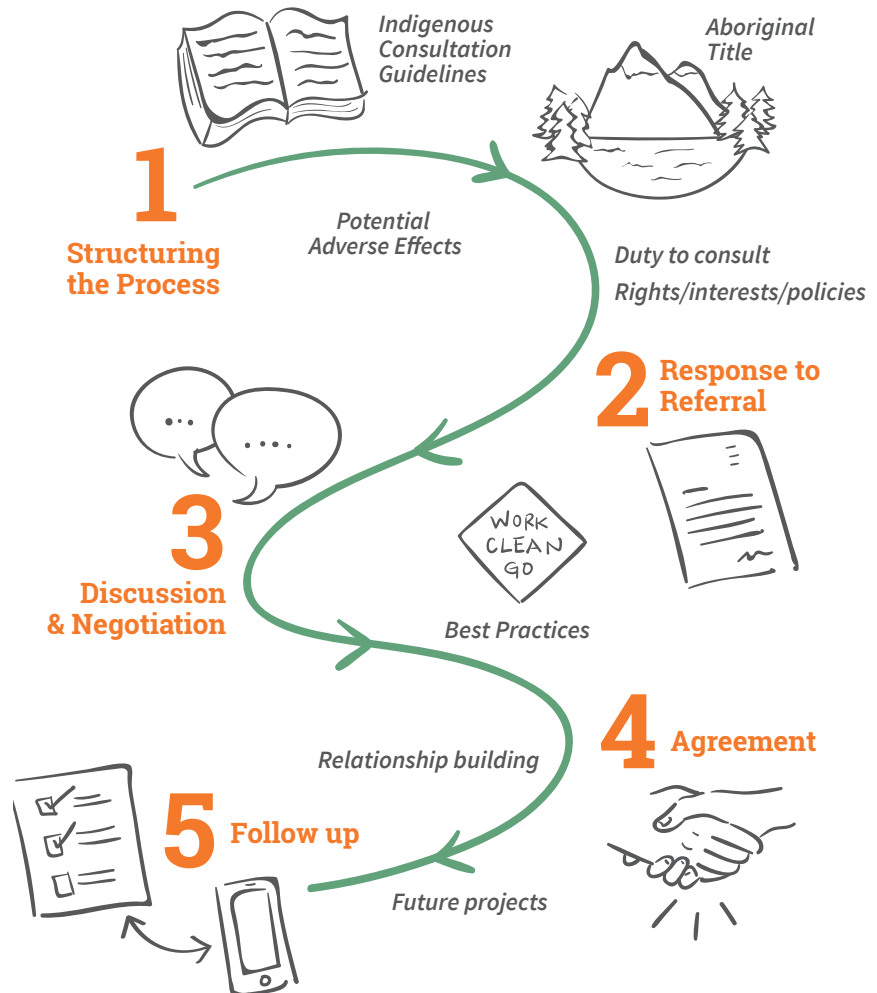 Indigenous
Consultation
Guidelines
Aboriginal
Title
1
Structuring
the Process
Potential
Adverse Effects
Duty to consult
Rights/interests/policies
2
Response to
Referral
3
Discussion
& Negotiation
WORK
CLEAN
GO
Best Practices
4
Agreement
Relationship building
5
Follow up
Future projects